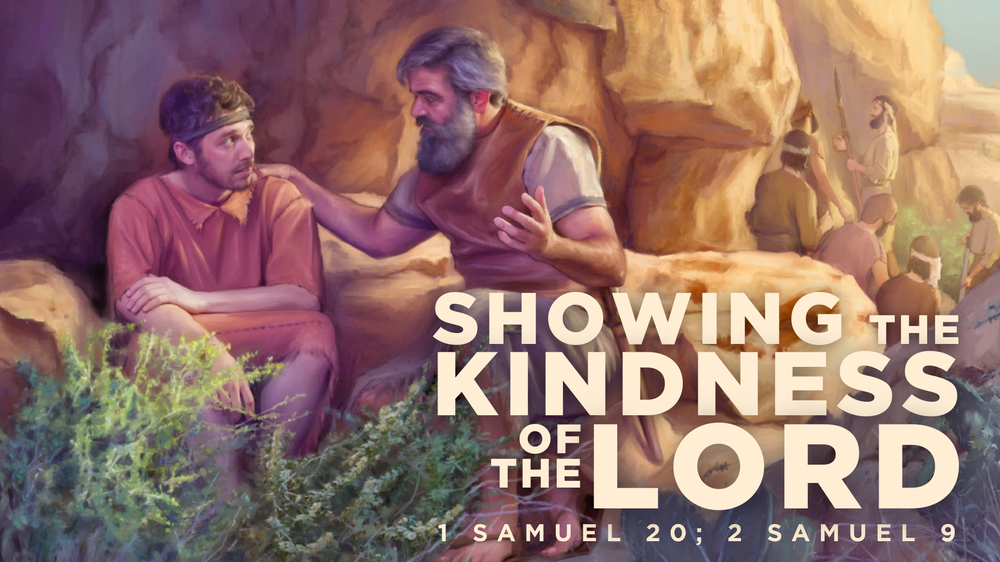 SHOWING THE
KINDNESS
OF THE LORD
1 SAMUEL 20; 2 SAMUEL 9